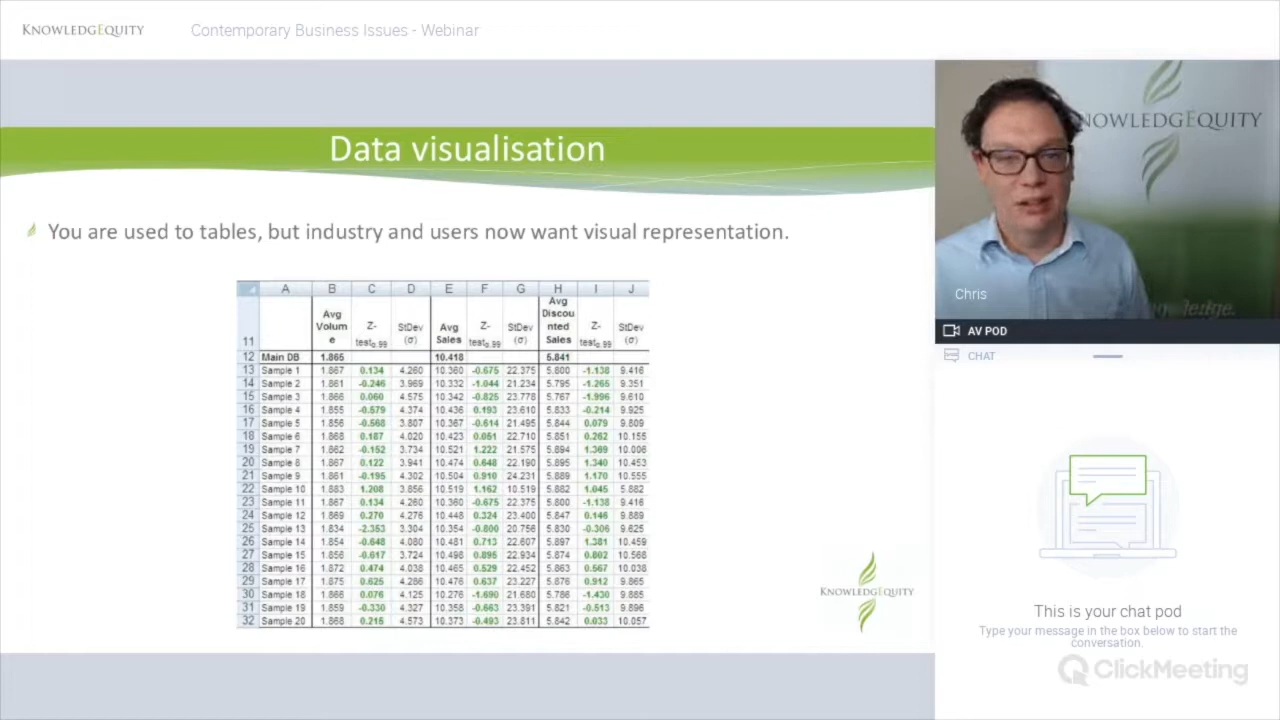 KNOWLEDGEQUITY Contemporary Business Issues - Webinar
Data visualisation
You are used to tables, but industry and users now want visual representation.
A B C D E F G H I J
11 Avg Volume Z-test0.99 StDev (σ) Avg Sales Z-test0.99 StDev (σ) Avg Discounted Sales Z-test0.99 StDev (σ)
12 Main DB 1.865 10.418 5.841
13 Sample 1 1.867 0.134 4.260 10.360 -0.675 22.375 5.800 -1.138 9.416
14 Sample 2 1.861 -0.246 3.969 10.332 -1.044 21.234 5.795 -1.265 9.351
15 Sample 3 1.866 0.060 4.575 10.342 -0.825 23.778 5.767 -1.996 9.610
16 Sample 4 1.855 -0.579 4.374 10.436 0.193 23.610 5.833 -0.214 9.925
17 Sample 5 1.856 -0.568 3.807 10.367 -0.614 21.495 5.844 0.079 9.809
18 Sample 6 1.868 0.187 4.020 10.423 0.051 22.710 5.851 0.262 10.155
19 Sample 7 1.862 -0.152 3.734 10.521 1.222 21.575 5.894 1.369 10.006
20 Sample 8 1.867 0.122 3.941 10.474 0.648 22.190 5.895 1.340 10.453
21 Sample 9 1.861 -0.195 4.302 10.504 0.910 24.231 5.889 1.170 10.555
22 Sample 10 1.883 1.208 3.856 10.519 1.162 10.519 5.882 1.045 5.882
23 Sample 11 1.867 0.134 4.260 10.360 -0.675 22.375 5.800 -1.138 9.416
24 Sample 12 1.869 0.270 4.276 10.448 0.324 23.400 5.847 0.146 9.889
25 Sample 13 1.834 -2.353 3.304 10.354 -0.800 20.756 5.830 -0.306 9.625
26 Sample 14 1.854 -0.648 4.080 10.481 0.713 22.607 5.897 1.381 10.459
27 Sample 15 1.856 -0.617 3.724 10.496 0.895 22.934 5.874 0.802 10.568
28 Sample 16 1.872 0.474 4.038 10.465 0.529 22.452 5.863 0.567 10.038
29 Sample 17 1.875 0.625 4.286 10.476 0.637 23.227 5.876 0.912 9.865
30 Sample 18 1.866 0.076 4.125 10.276 -1.690 21.680 5.786 -1.430 9.885
31 Sample 19 1.859 -0.330 4.327 10.358 -0.663 23.391 5.821 -0.513 9.896
32 Sample 20 1.868 0.215 4.573 10.373 -0.493 23.811 5.842 0.033 10.057
KNOWLEDGEQUITY
NOWLEDGEQUITY
Chris
AV POD
CHAT
This is your chat pod
Type your message in the box below to start the
conversation.
ClickMeeting